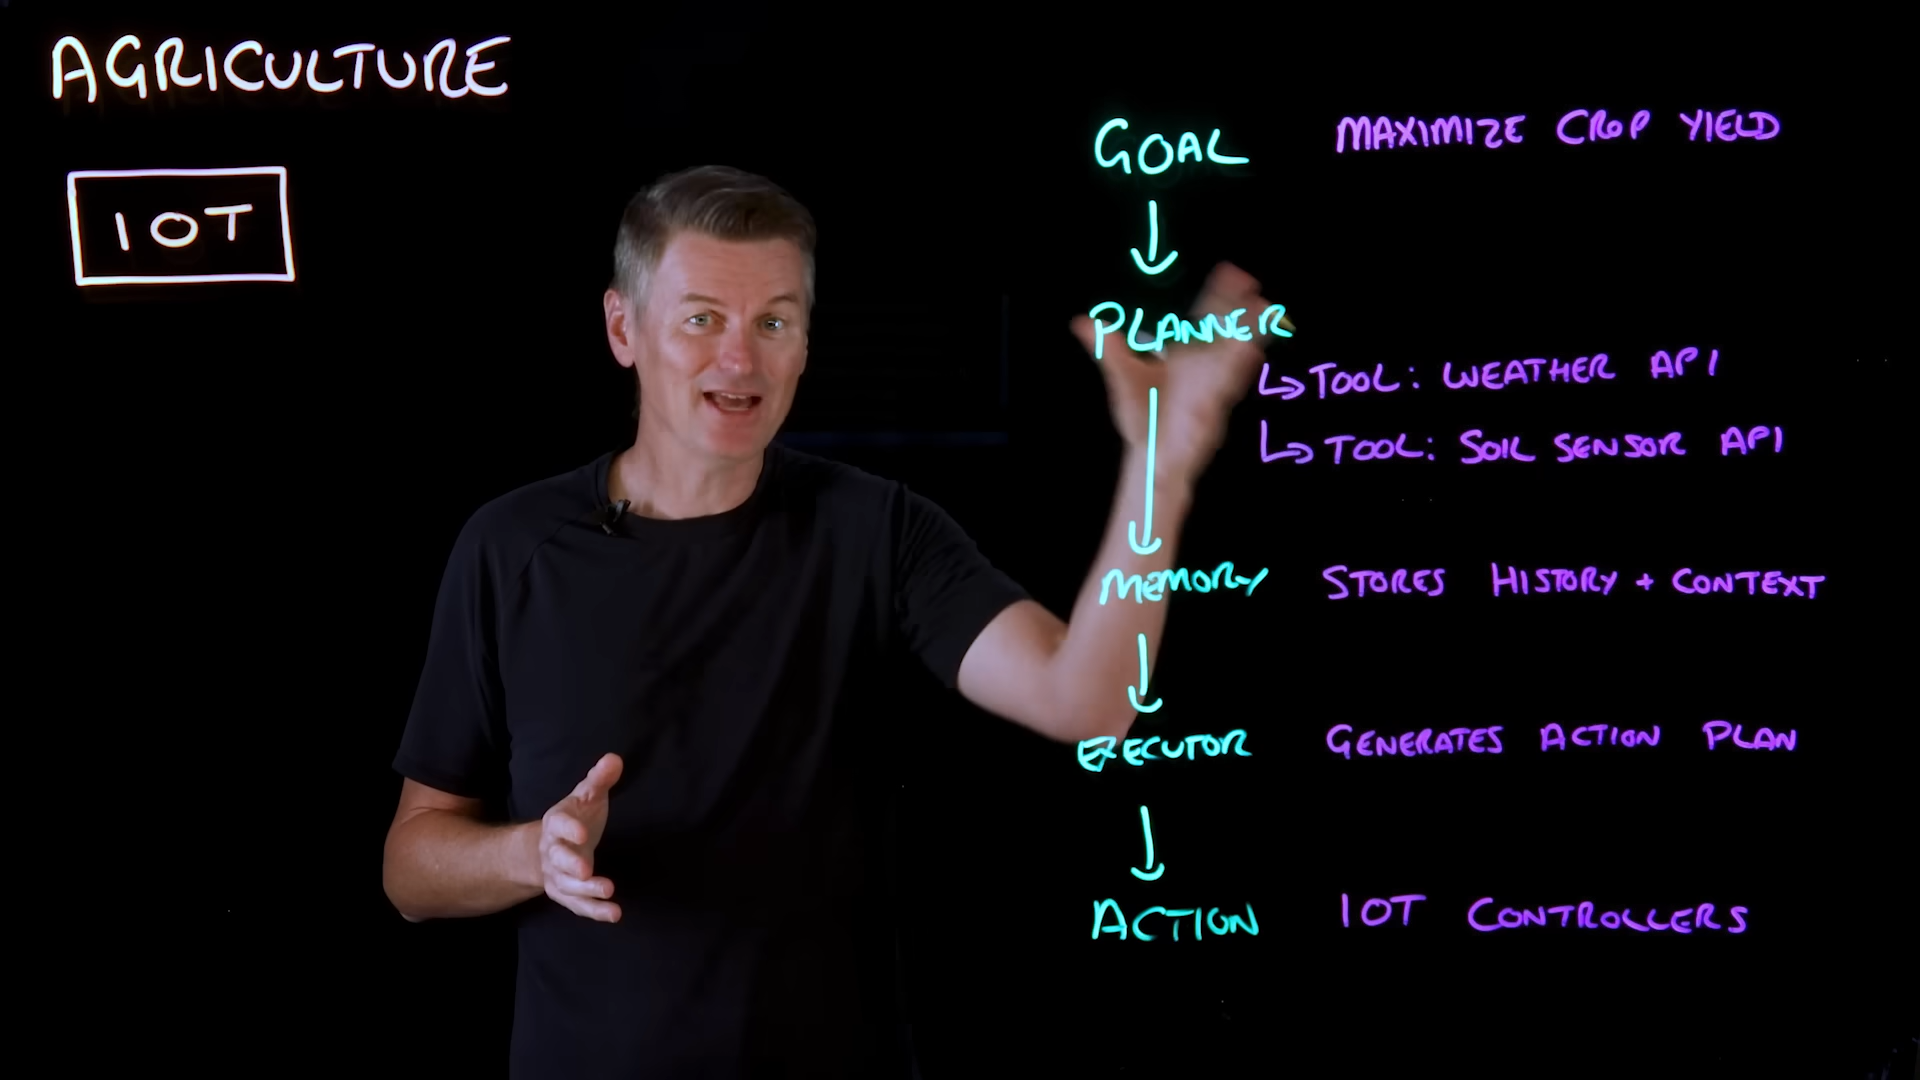 AGRICULTURE
IOT
GOAL MAXIMIZE CROP YIELD
PLANNER
TOOL: WEATHER API
TOOL: SOIL SENSOR API
MEMORY STORES HISTORY + CONTEXT
EXECUTOR GENERATES ACTION PLAN
ACTION IOT CONTROLLERS